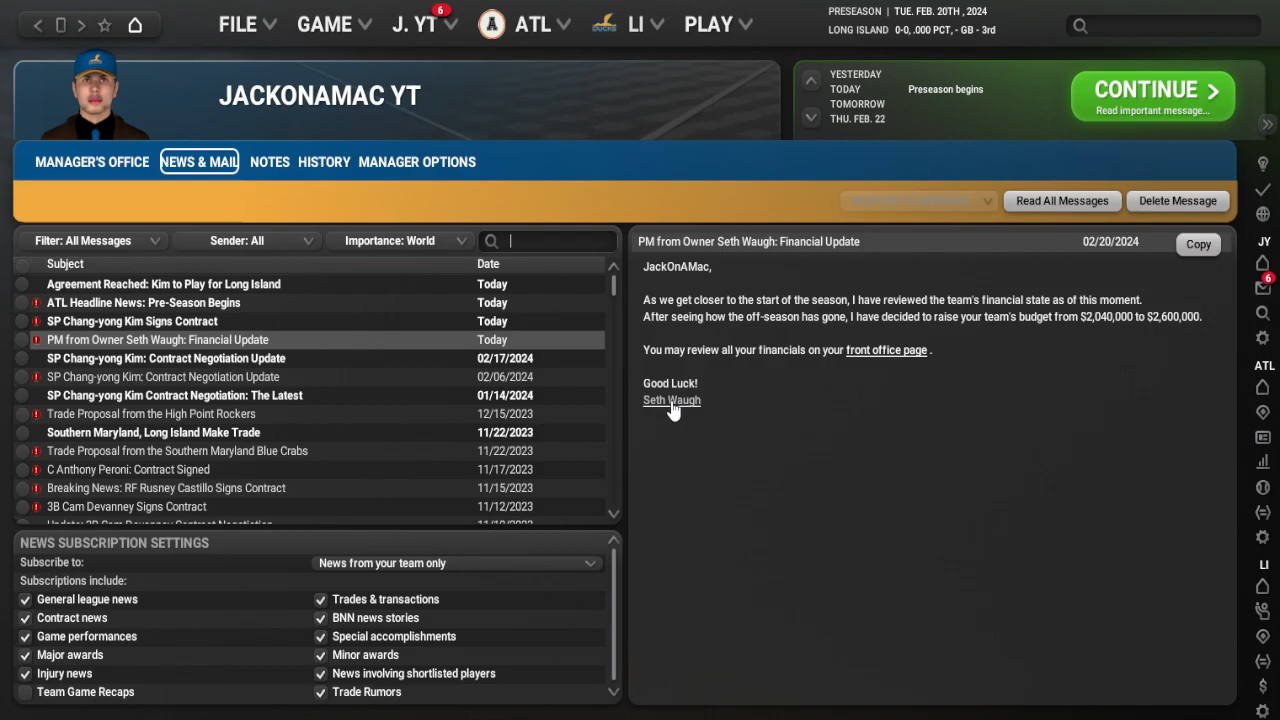 FILE
GAME
J. YT
6
A
ATL
DUCKS
LI
PLAY
PRESEASON | TUE. FEB. 20TH , 2024
LONG ISLAND 0-0, .000 PCT, - GB - 3rd
JACKONAMAC YT
YESTERDAY
TODAY Preseason begins
TOMORROW
THU. FEB. 22
CONTINUE
Read important message...
MANAGER'S OFFICE
NEWS & MAIL
NOTES
HISTORY
MANAGER OPTIONS
Read All Messages
Delete Message
Filter: All Messages
Sender: All
Importance: World
Subject Date
Agreement Reached: Kim to Play for Long Island Today
ATL Headline News: Pre-Season Begins Today
SP Chang-yong Kim Signs Contract Today
PM from Owner Seth Waugh: Financial Update Today
SP Chang-yong Kim: Contract Negotiation Update 02/17/2024
SP Chang-yong Kim: Contract Negotiation Update 02/06/2024
SP Chang-yong Kim Contract Negotiation: The Latest 01/14/2024
Trade Proposal from the High Point Rockers 12/15/2023
Southern Maryland, Long Island Make Trade 11/22/2023
Trade Proposal from the Southern Maryland Blue Crabs 11/22/2023
C Anthony Peroni: Contract Signed 11/17/2023
Breaking News: RF Rusney Castillo Signs Contract 11/15/2023
3B Cam Devanney Signs Contract 11/12/2023
PM from Owner Seth Waugh: Financial Update 02/20/2024
Copy
JackOnAMac,
As we get closer to the start of the season, I have reviewed the team's financial state as of this moment.
After seeing how the off-season has gone, I have decided to raise your team's budget from $2,040,000 to $2,600,000.
You may review all your financials on your front office page .
Good Luck!
Seth Waugh
NEWS SUBSCRIPTION SETTINGS
Subscribe to: News from your team only
Subscriptions include:
General league news Trades & transactions
Contract news BNN news stories
Game performances Special accomplishments
Major awards Minor awards
Injury news News involving shortlisted players
Team Game Recaps Trade Rumors
JY
6
ATL
LI